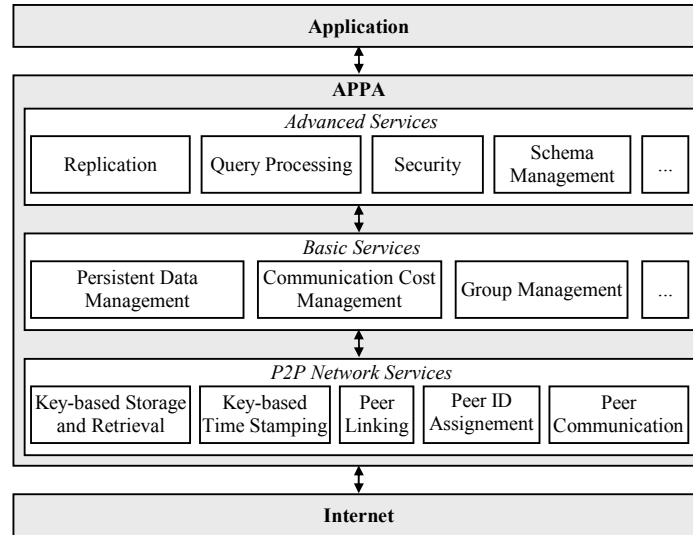 Application
APPA
Advanced Services
Replication
Query Processing
Security
Schema
Management
...
Basic Services
Persistent Data
Management
Communication Cost
Management
Group Management
...
P2P Network Services
Key-based Storage
and Retrieval
Key-based
Time Stamping
Peer
Linking
Peer ID
Assignement
Peer
Communication
Internet